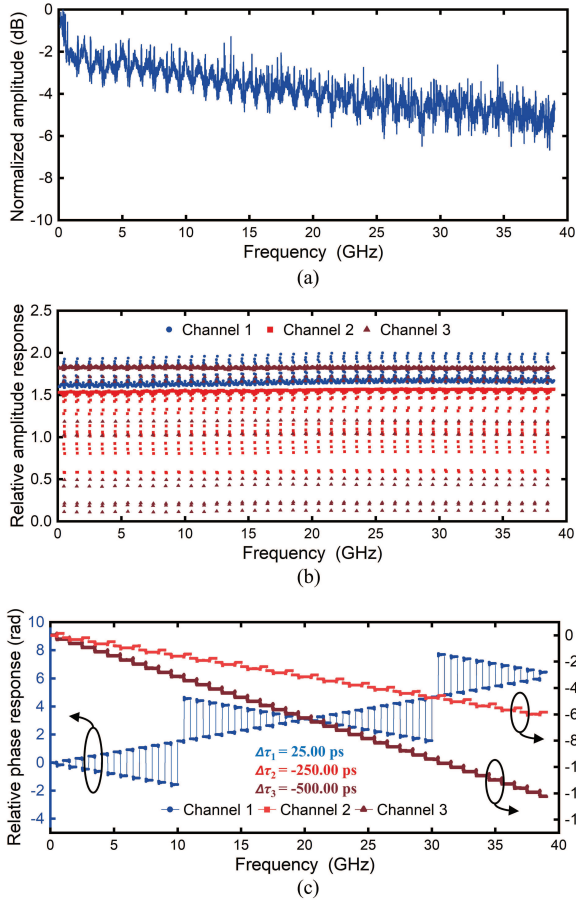 0
-2
-4
-6
-8
-10
Normalized amplitude (dB)
0 5 10 15 20 25 30 35 40
Frequency (GHz)
(a)
2.5
2.0
1.5
1.0
0.5
0.0
Relative amplitude response
Channel 1 Channel 2 Channel 3
0 5 10 15 20 25 30 35 40
Frequency (GHz)
(b)
10
8
6
4
2
0
-2
-4
Relative phase response (rad)
0
-2
-4
-6
-8
-1
-1
-1
Δτ1 = 25.00 ps
Δτ2 = -250.00 ps
Δτ3 = -500.00 ps
Channel 1 Channel 2 Channel 3
0 5 10 15 20 25 30 35 40
Frequency (GHz)
(c)